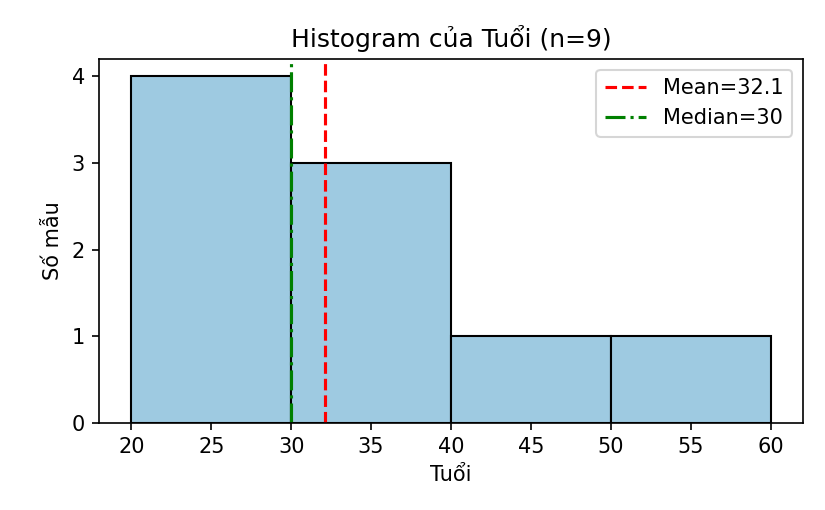 Histogram của Tuổi (n=9)
Mean=32.1
Median=30
Số mẫu
4
3
2
1
0
20 25 30 35 40 45 50 55 60
Tuổi